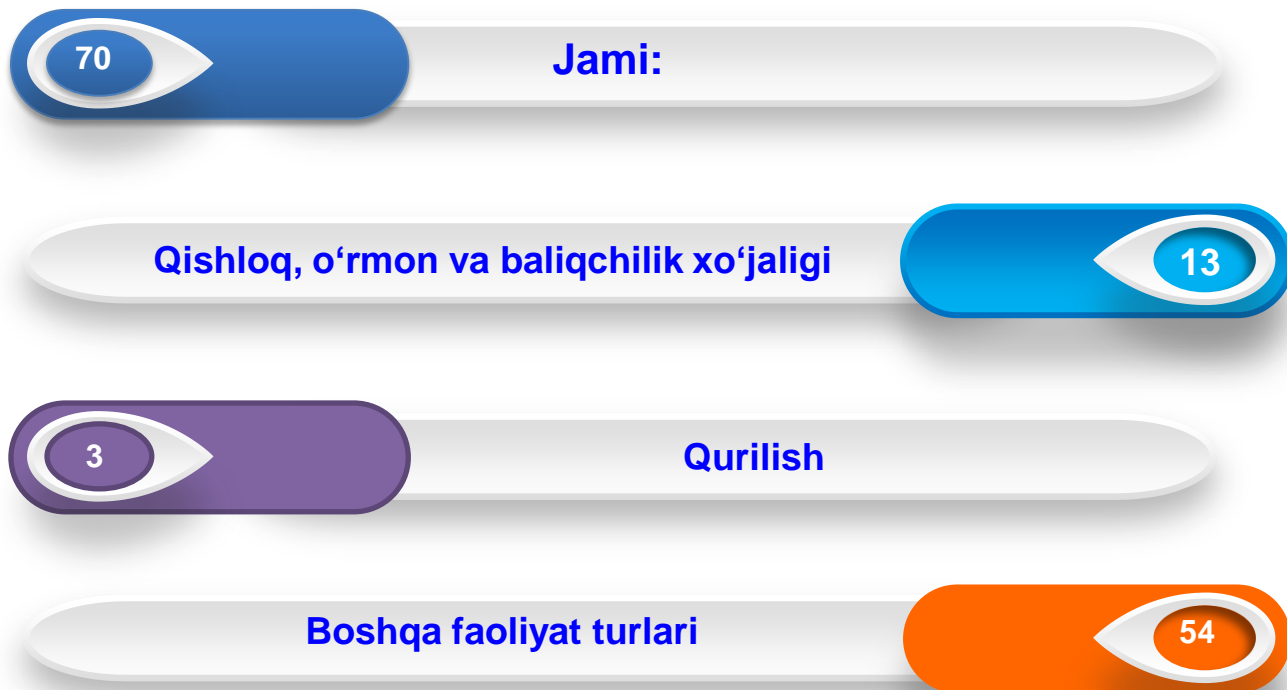 70 Jami:
Qishloq, o‘rmon va baliqchilik xo‘jaligi 13
3 Qurilish
Boshqa faoliyat turlari 54